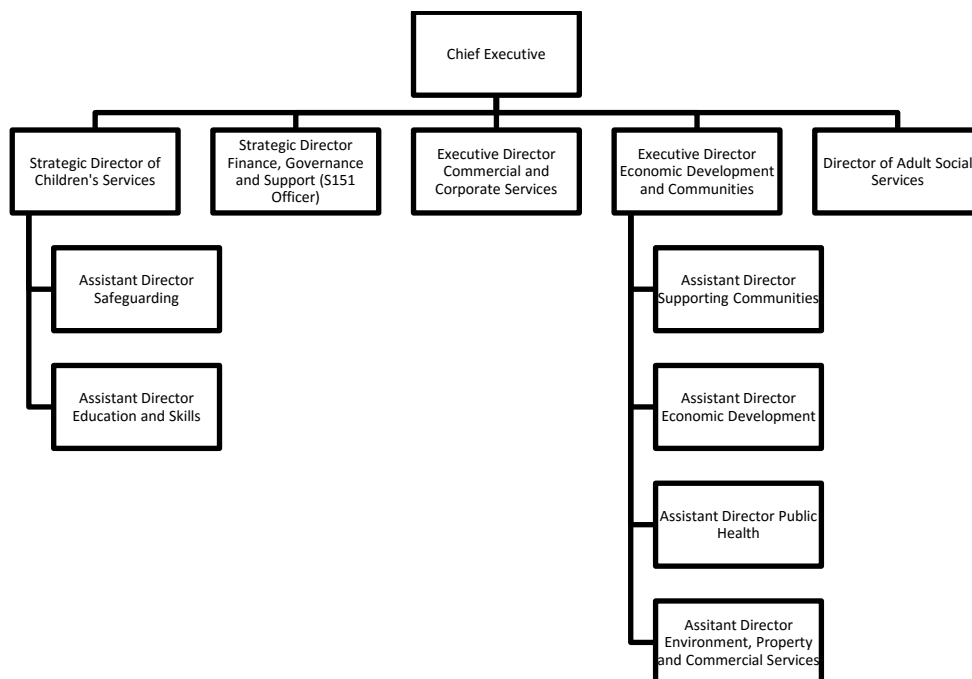 Chief Executive
Strategic Director of
Children's Services
Strategic Director
Finance, Governance
and Support (S151
Officer)
Executive Director
Commercial and
Corporate Services
Executive Director
Economic Development
and Communities
Director of Adult Social
Services
Assistant Director
Safeguarding
Assistant Director
Education and Skills
Assistant Director
Supporting Communities
Assistant Director
Economic Development
Assistant Director Public
Health
Assitant Director
Environment, Property
and Commercial Services